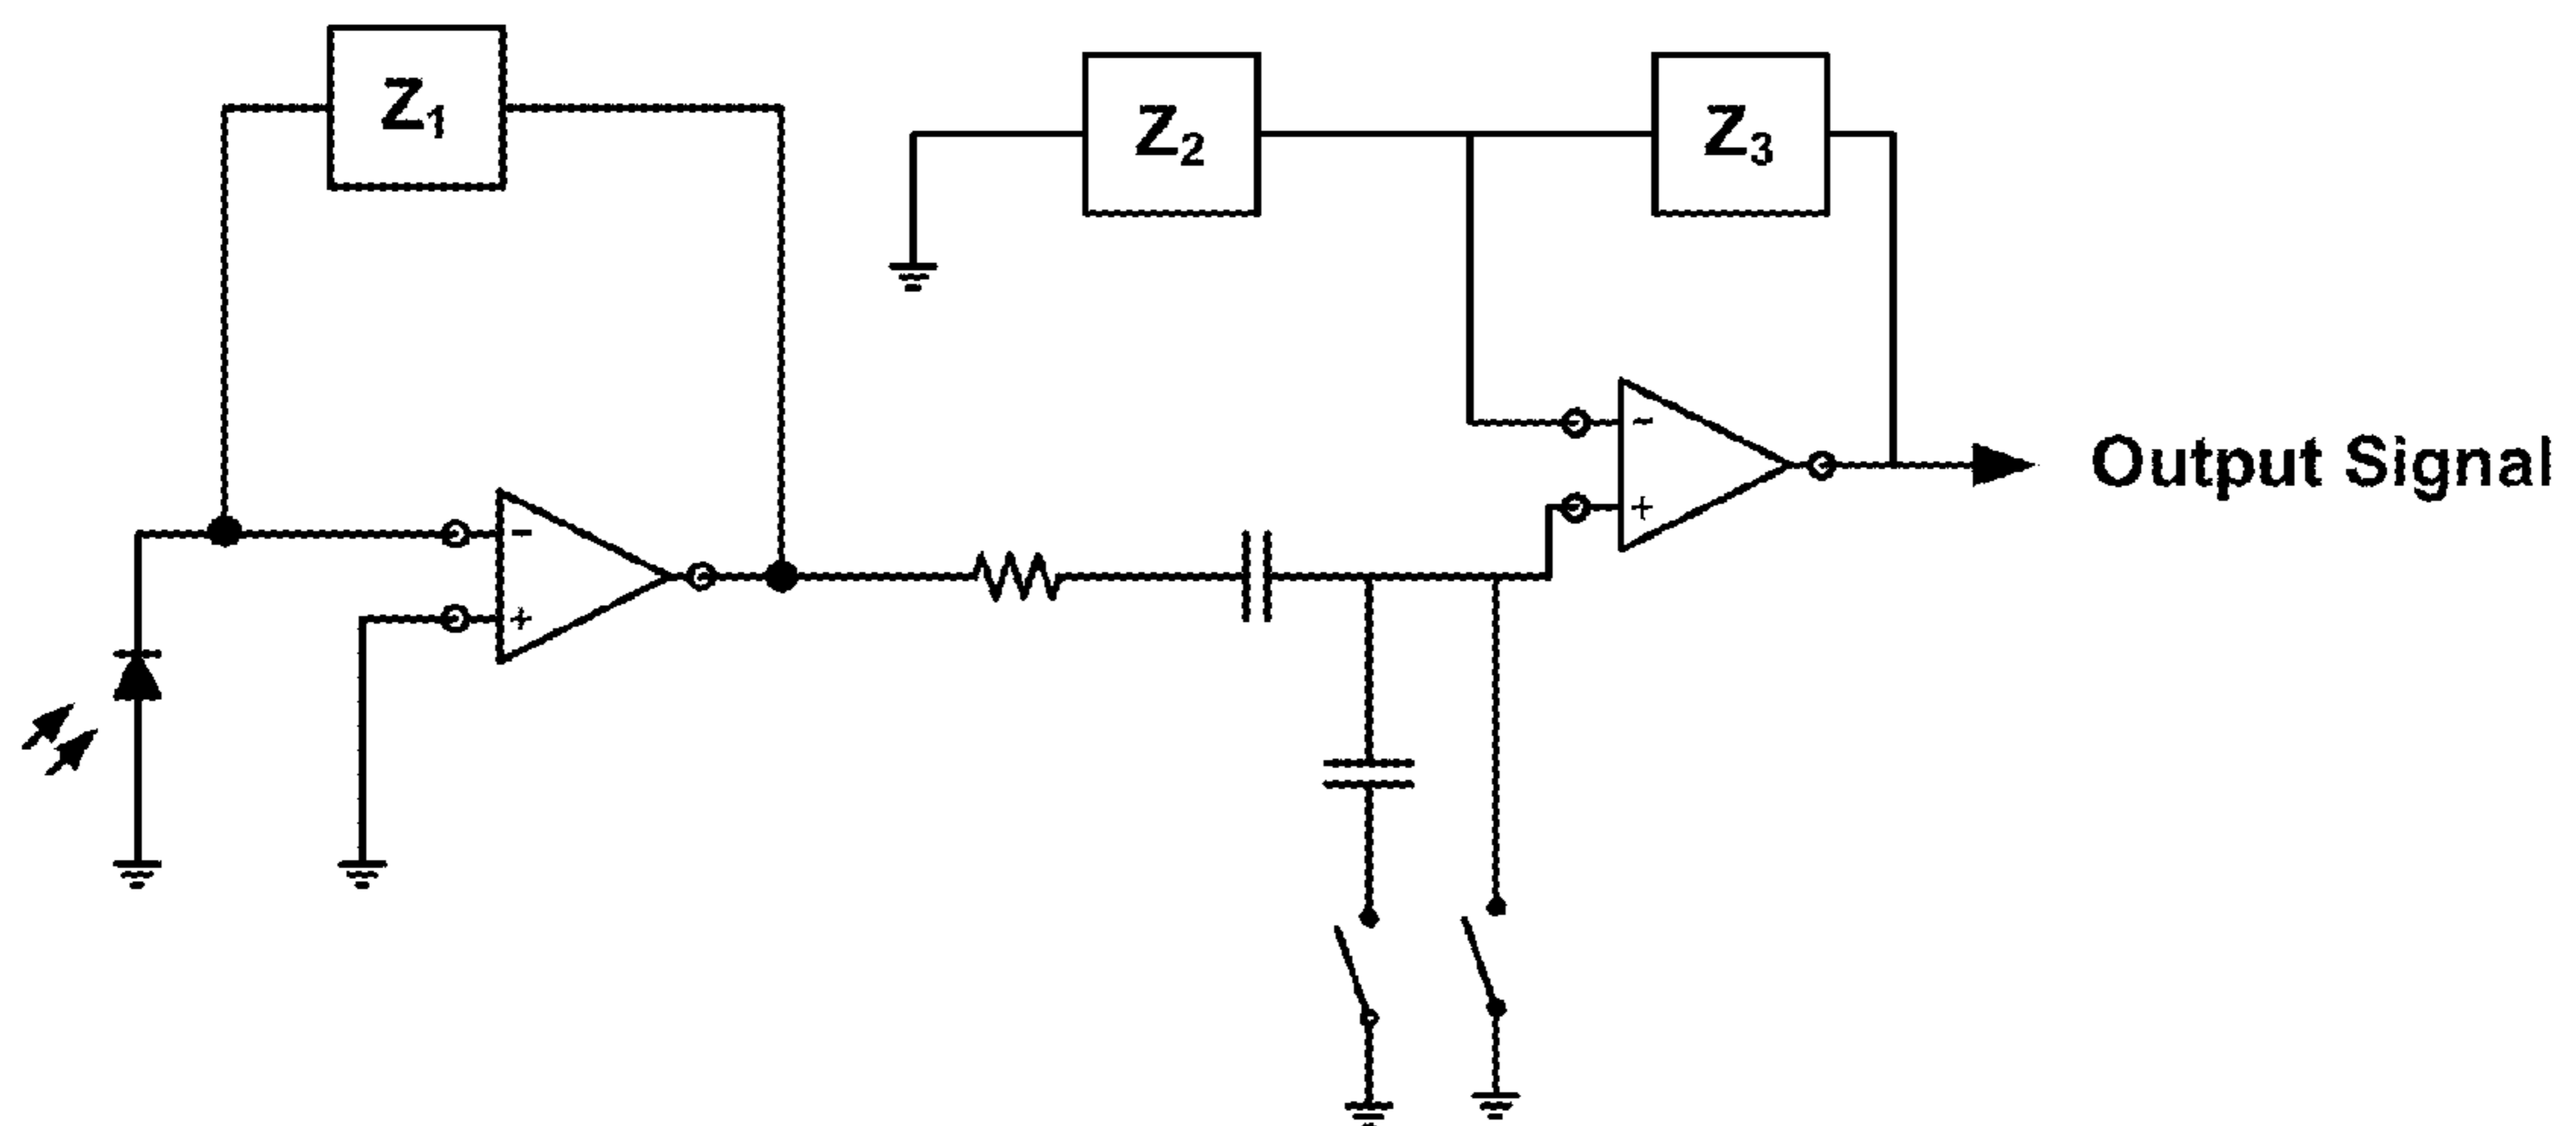 Z₁
Z₂
Z₃
-
+
-
+
Output Signal